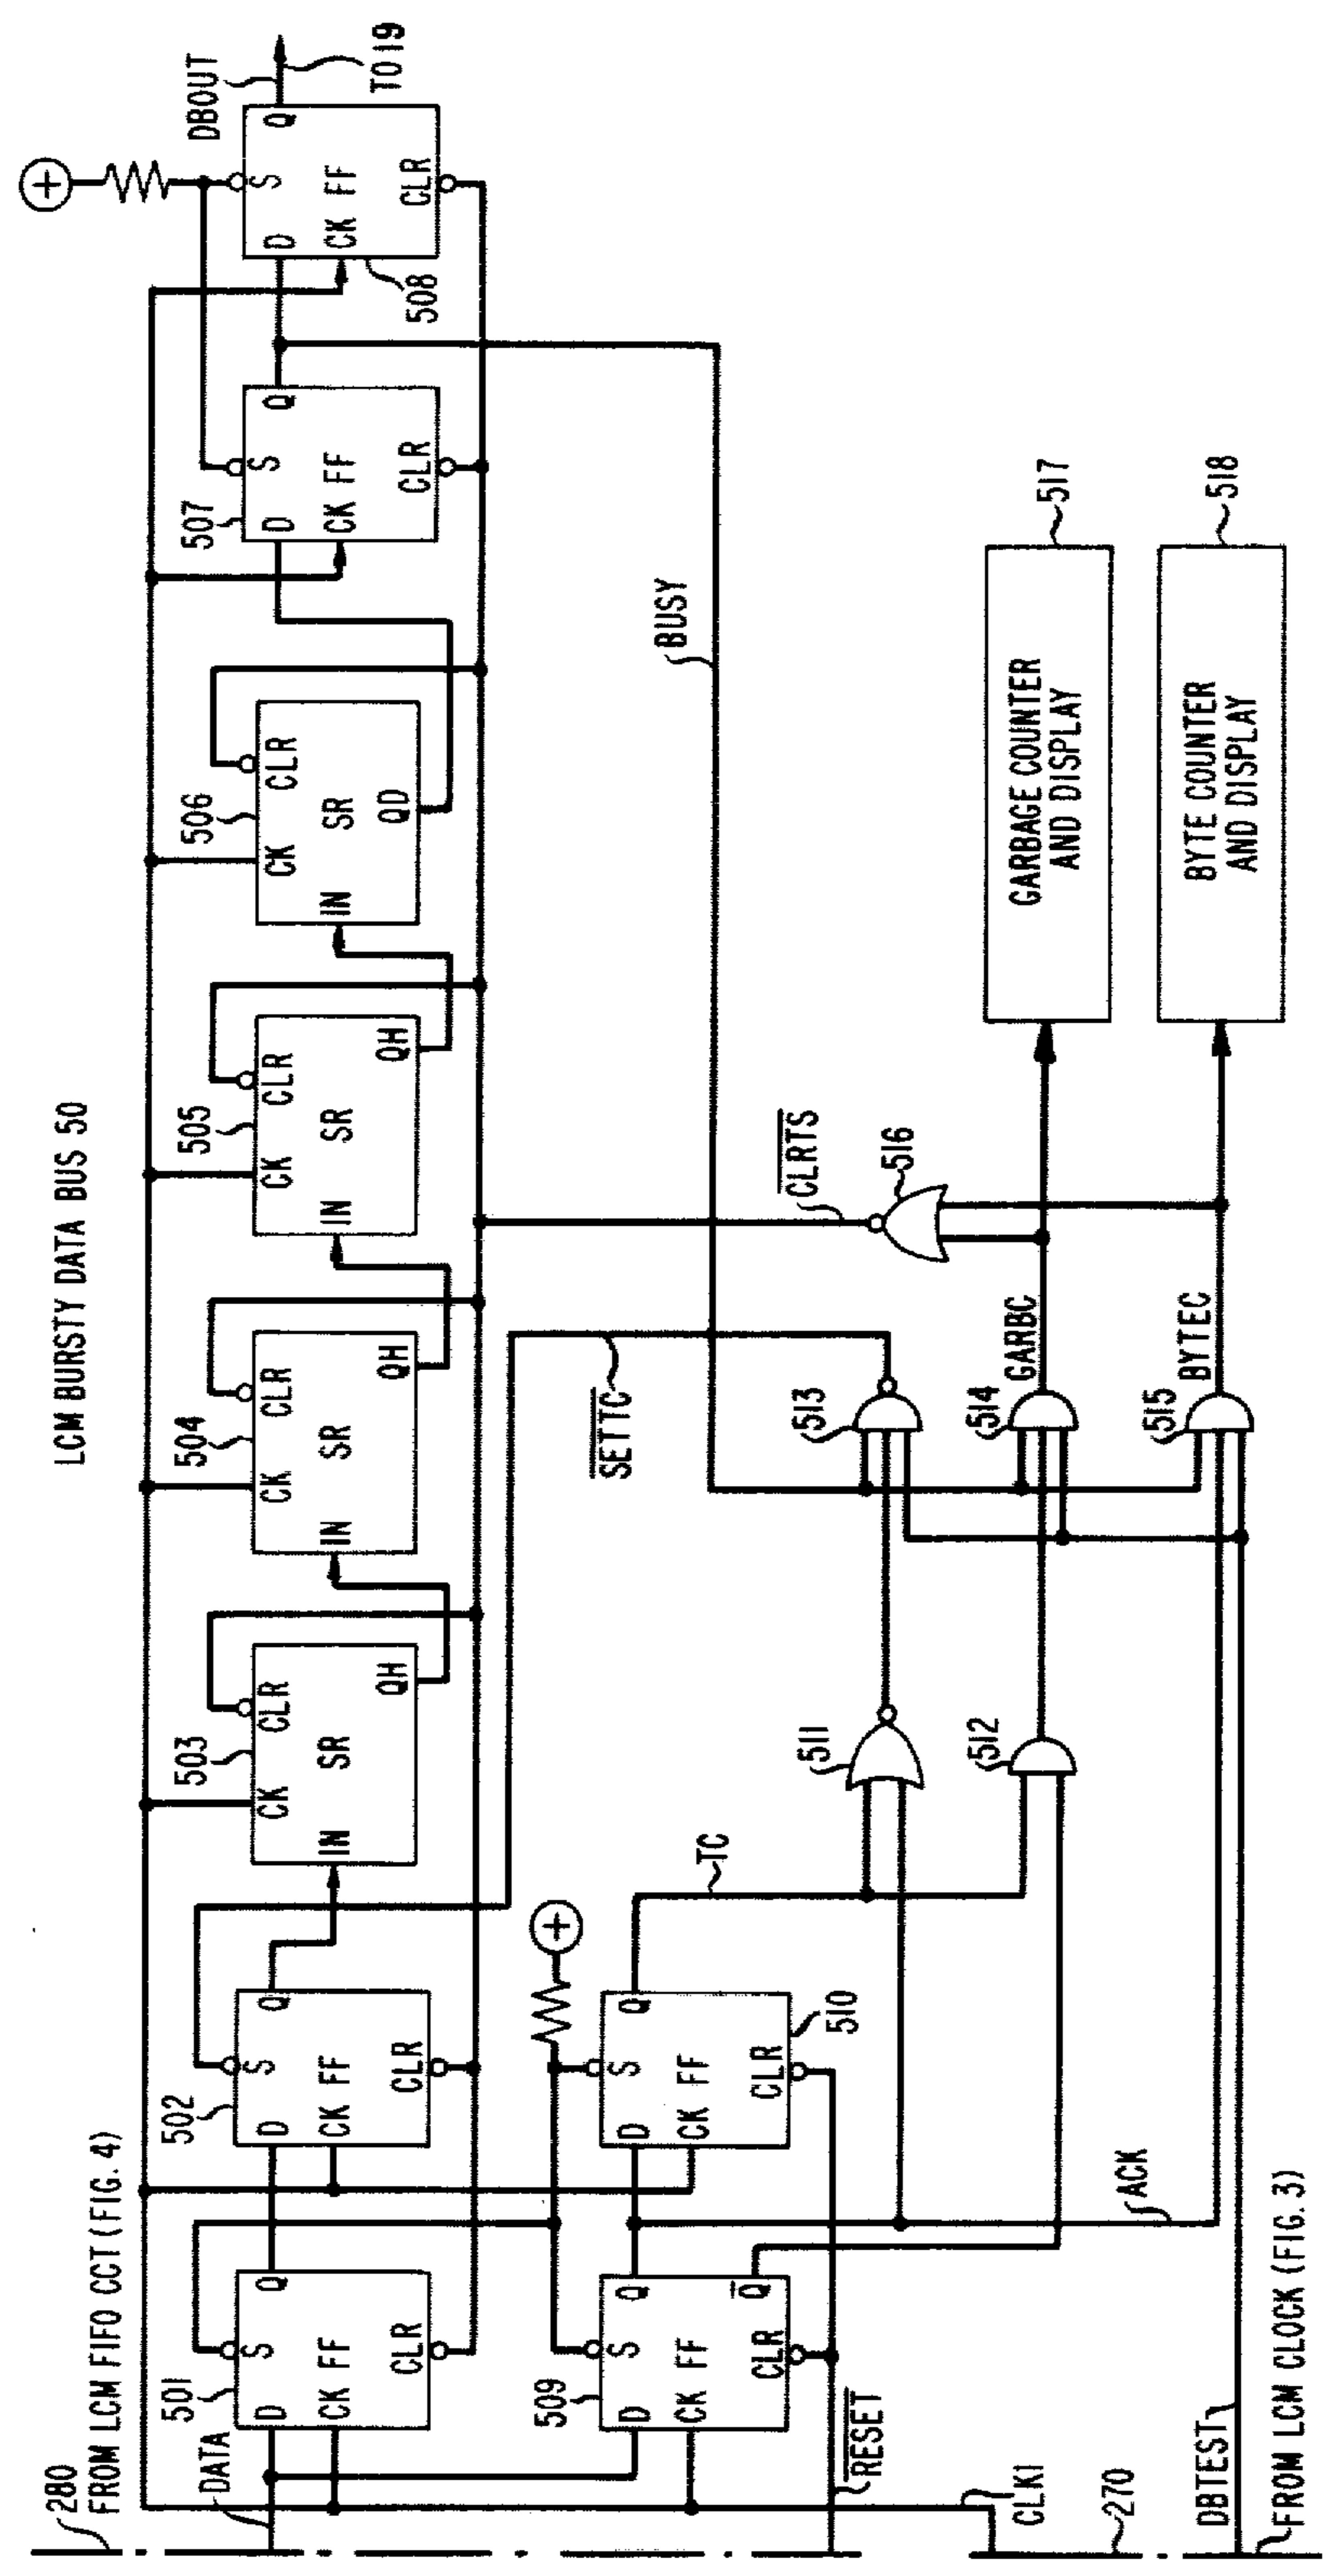 LCM BURSTY DATA BUS 50
280
FROM LCM FIFO CCT (FIG. 4)
DATA
501
D
S
Q
CK FF
CLR
502
D
S
Q
CK FF
CLR
503
CK
CLR
SR
IN
QH
504
CK
CLR
SR
IN
QH
505
CK
CLR
SR
IN
QH
506
CK
CLR
SR
IN
QD
507
D
S
Q
CK FF
CLR
508
D
S
Q
CK FF
CLR
+
DBOUT
TO 19
509
D
S
Q
CK FF
Q̅
CLR
510
D
S
Q
CK FF
CLR
+
TC
S̅E̅T̅T̅C̅
BUSY
C̅L̅R̅T̅S̅
511
512
513
514
515
516
GARBC
BYTEC
GARBAGE COUNTER
AND DISPLAY
517
BYTE COUNTER
AND DISPLAY
518
R̅E̅S̅E̅T̅
ACK
CLK1
270
DBTEST
FROM LCM CLOCK (FIG. 3)